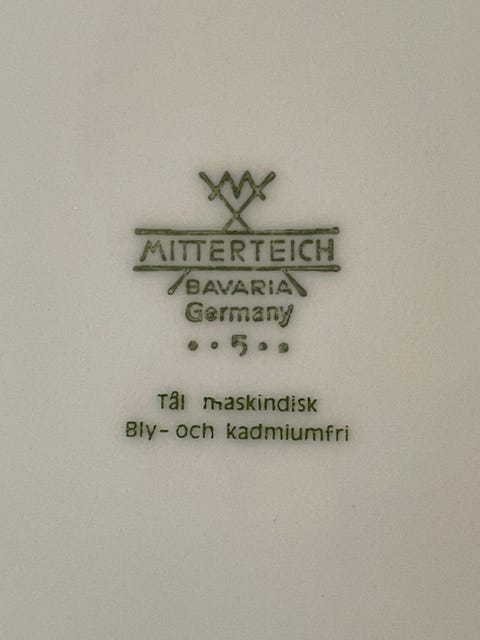 MITTERTEICH
BAVARIA
Germany
• • 5 • •
Tål maskindisk
Bly- och kadmiumfri